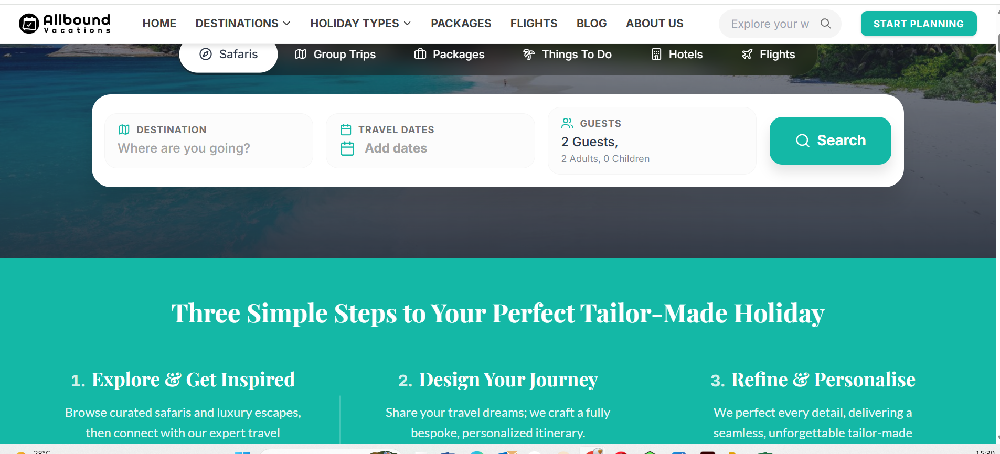 Allbound
Vacations
HOME DESTINATIONS HOLIDAY TYPES PACKAGES FLIGHTS BLOG ABOUT US
Explore your w
START PLANNING
Safaris Group Trips Packages Things To Do Hotels Flights
DESTINATION
Where are you going?
TRAVEL DATES
Add dates
GUESTS
2 Guests,
2 Adults, 0 Children
Search
Three Simple Steps to Your Perfect Tailor-Made Holiday
1. Explore & Get Inspired
Browse curated safaris and luxury escapes,
then connect with our expert travel
2. Design Your Journey
Share your travel dreams; we craft a fully
bespoke, personalized itinerary.
3. Refine & Personalise
We perfect every detail, delivering a
seamless, unforgettable tailor-made
28°C
15:30